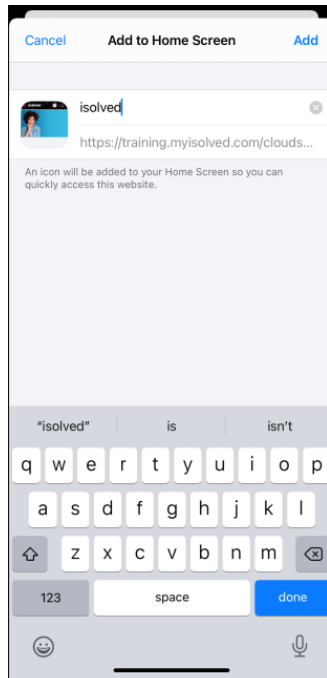 Cancel Add to Home Screen Add
isolved
https://training.myisolved.com/clouds...
An icon will be added to your Home Screen so you can
quickly access this website.
“isolved” is isn't
q w e r t y u i o p
a s d f g h j k l
z x c v b n m
123 space done